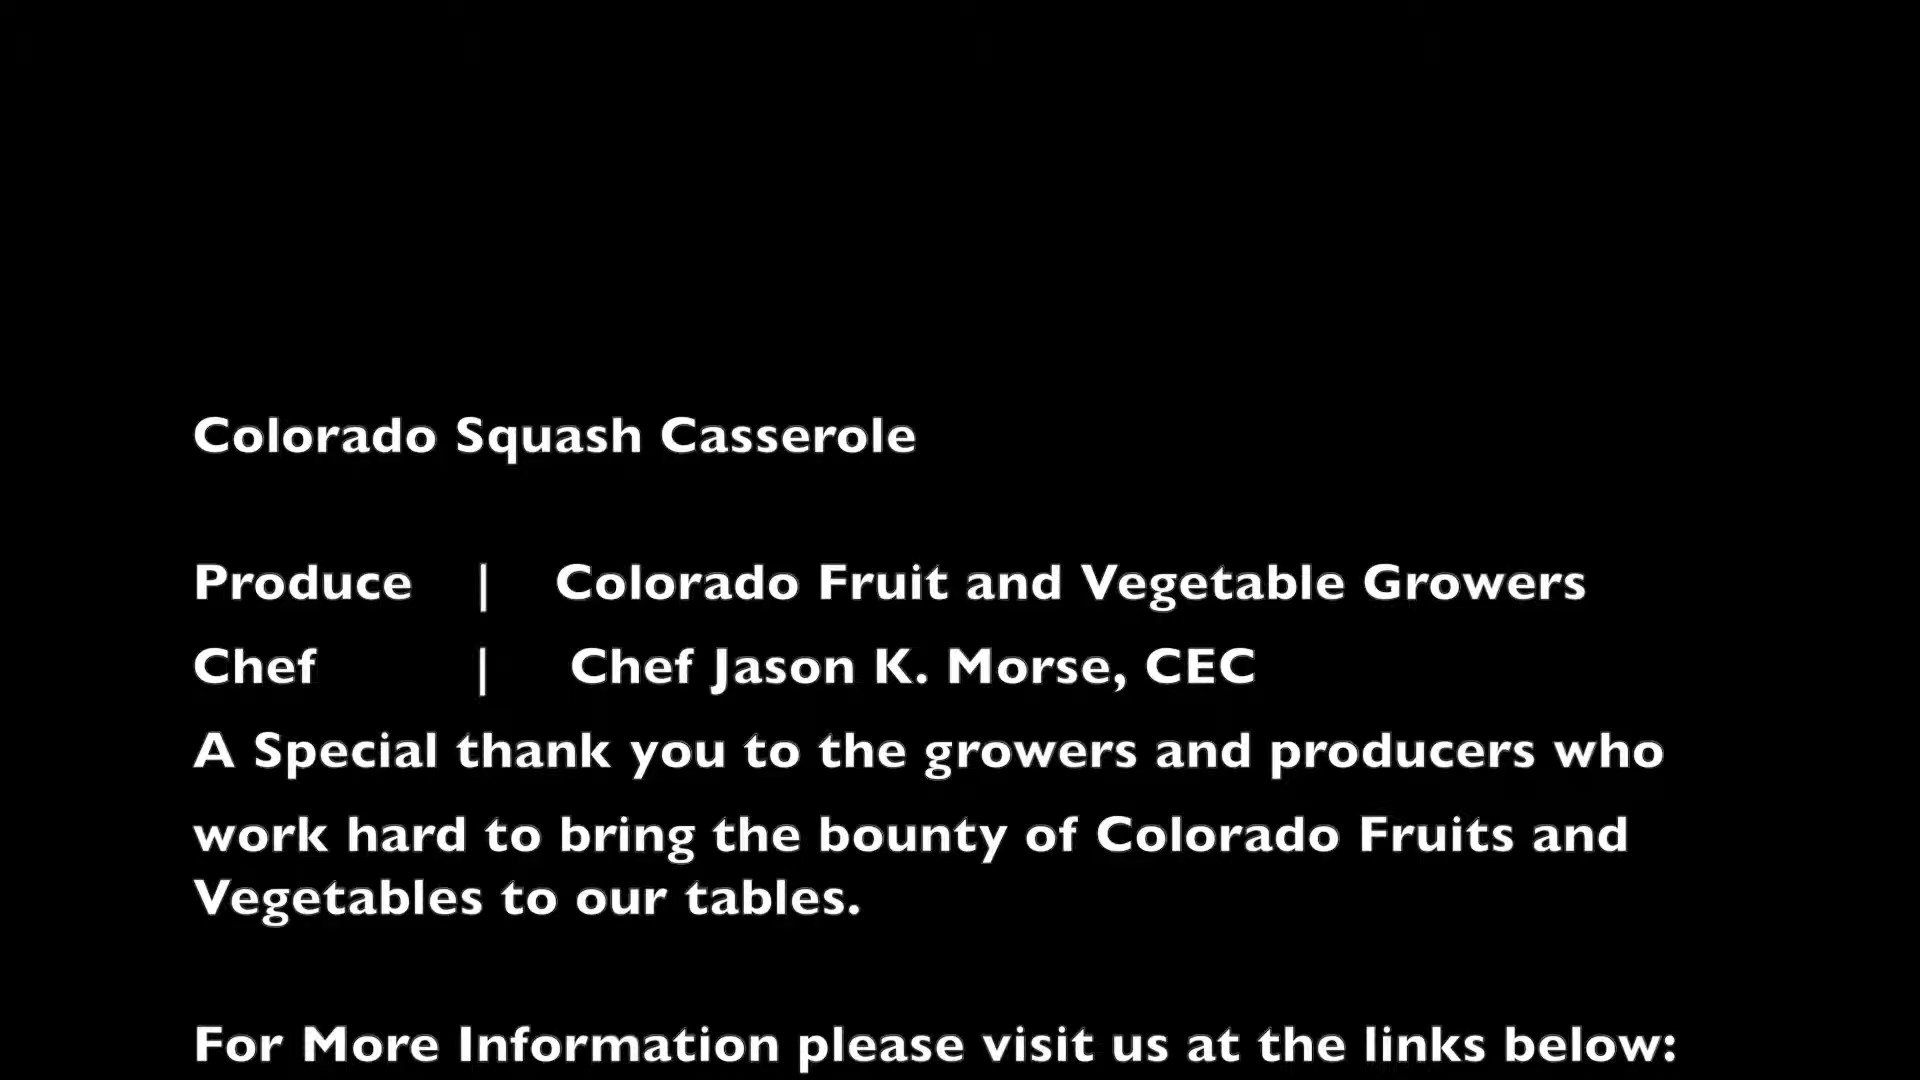 Colorado Squash Casserole
Produce | Colorado Fruit and Vegetable Growers
Chef | Chef Jason K. Morse, CEC
A Special thank you to the growers and producers who
work hard to bring the bounty of Colorado Fruits and
Vegetables to our tables.
For More Information please visit us at the links below: